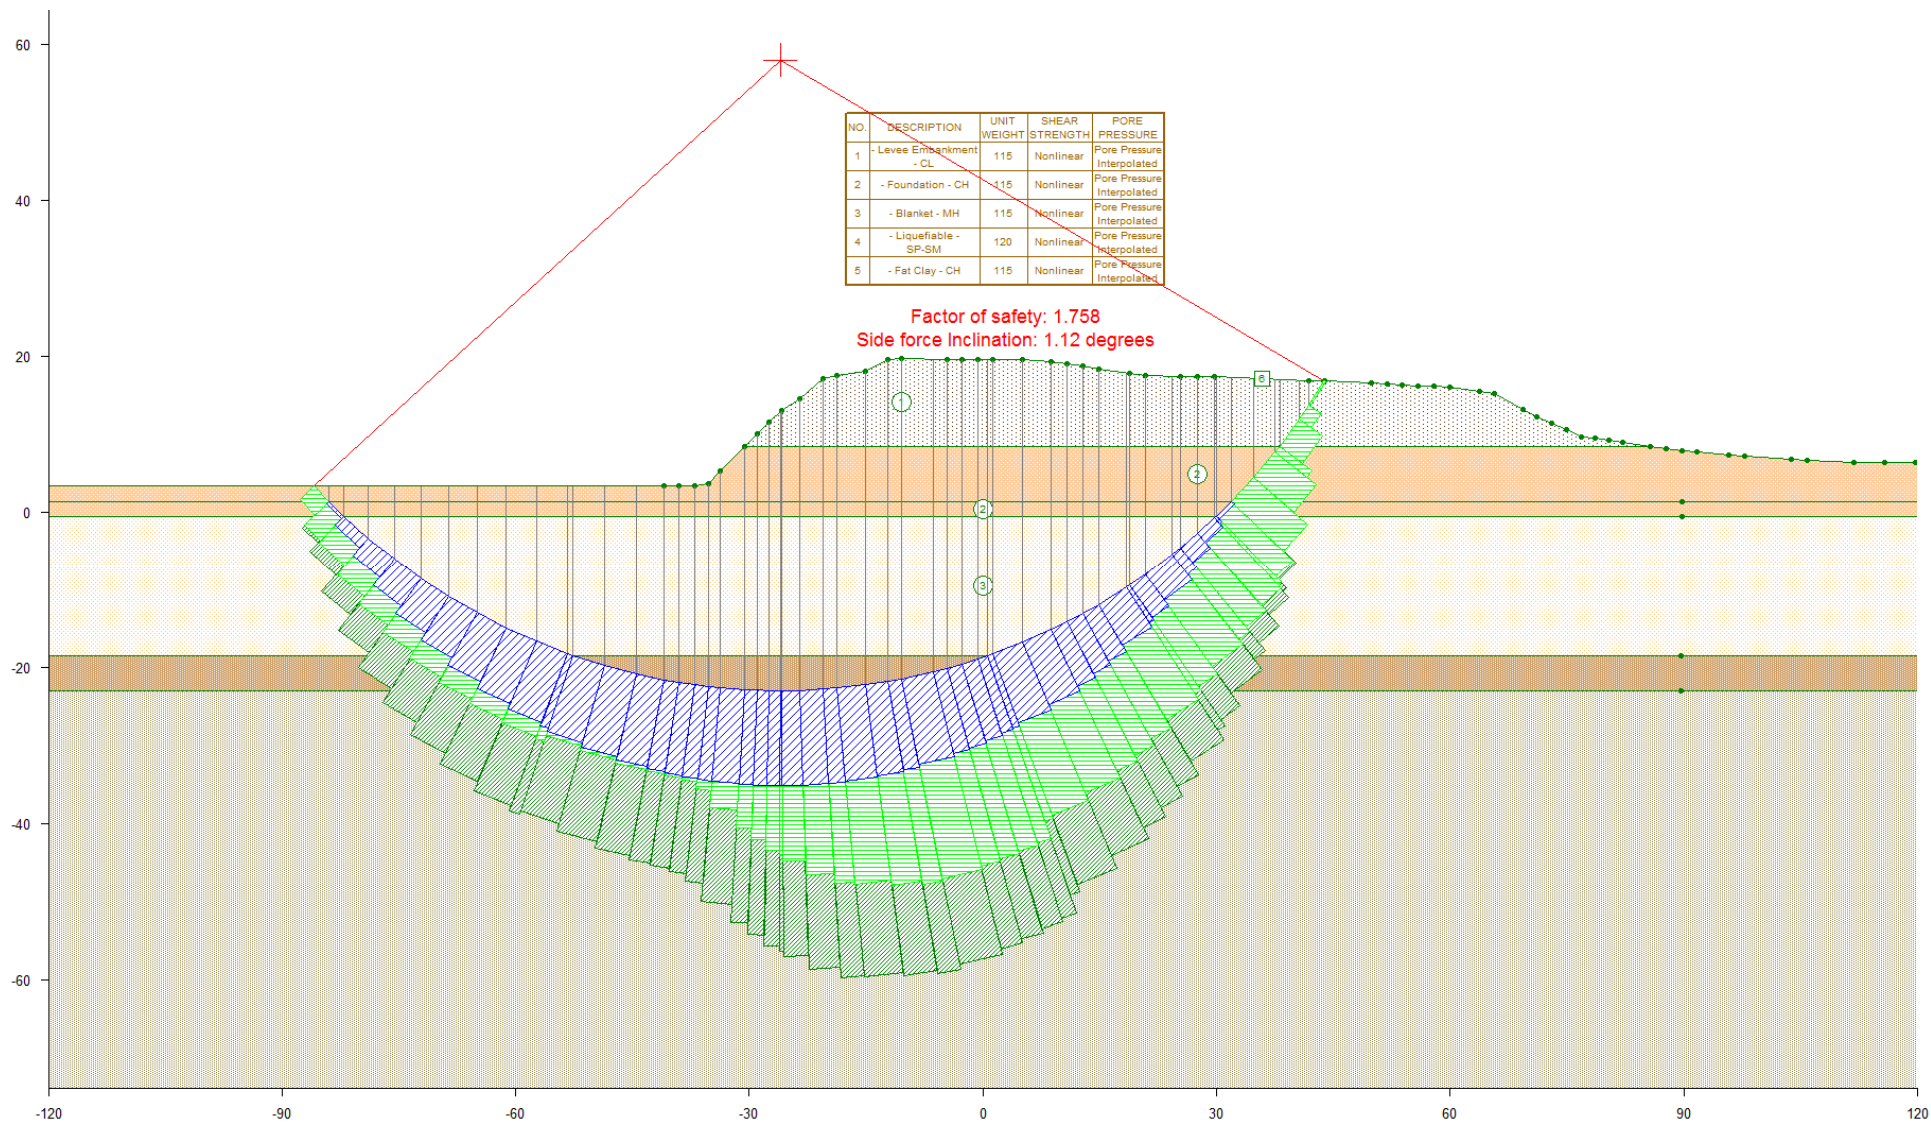 60
40
20
0
-20
-40
-60
NO. DESCRIPTION UNIT WEIGHT SHEAR STRENGTH PORE PRESSURE
1 - Levee Embankment - CL 115 Nonlinear Pore Pressure Interpolated
2 - Foundation - CH 115 Nonlinear Pore Pressure Interpolated
3 - Blanket - MH 115 Nonlinear Pore Pressure Interpolated
4 - Liquefiable - SP-SM 120 Nonlinear Pore Pressure Interpolated
5 - Fat Clay - CH 115 Nonlinear Pore Pressure Interpolated
Factor of safety: 1.758
Side force Inclination: 1.12 degrees
6
1
2
2
3
-120 -90 -60 -30 0 30 60 90 120